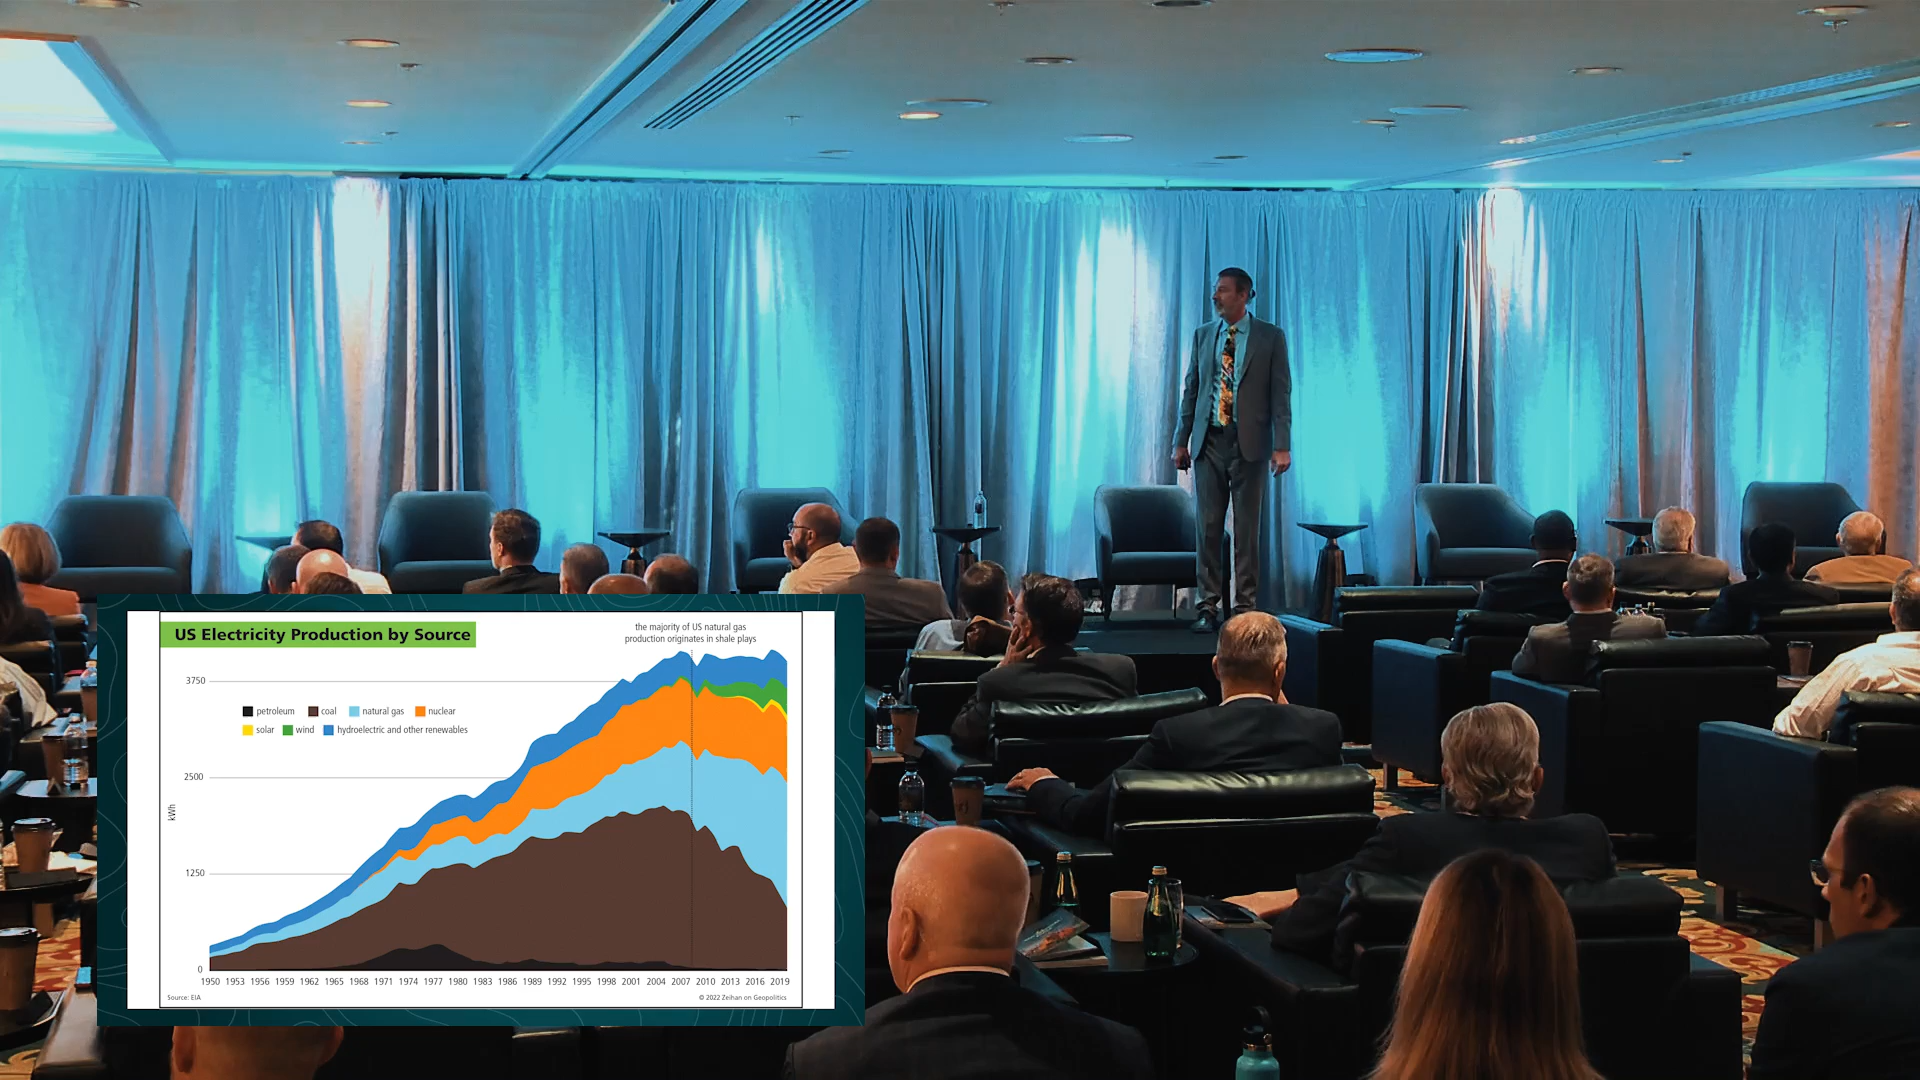 US Electricity Production by Source
the majority of US natural gas
production originates in shale plays
3750
petroleum coal natural gas nuclear
solar wind hydroelectric and other renewables
2500
kWh
1250
0
1950 1953 1956 1959 1962 1965 1968 1971 1974 1977 1980 1983 1986 1989 1992 1995 1998 2001 2004 2007 2010 2013 2016 2019
Source: EIA © 2022 Zeihan on Geopolitics